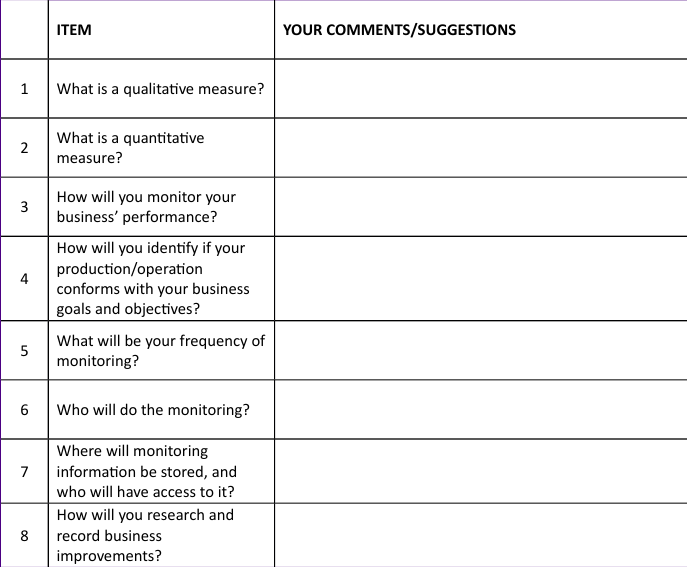 ITEM
YOUR COMMENTS/SUGGESTIONS
1
What is a qualitative measure?
2
What is a quantitative
measure?
3
How will you monitor your
business’ performance?
4
How will you identify if your
production/operation
conforms with your business
goals and objectives?
5
What will be your frequency of
monitoring?
6
Who will do the monitoring?
7
Where will monitoring
information be stored, and
who will have access to it?
8
How will you research and
record business
improvements?